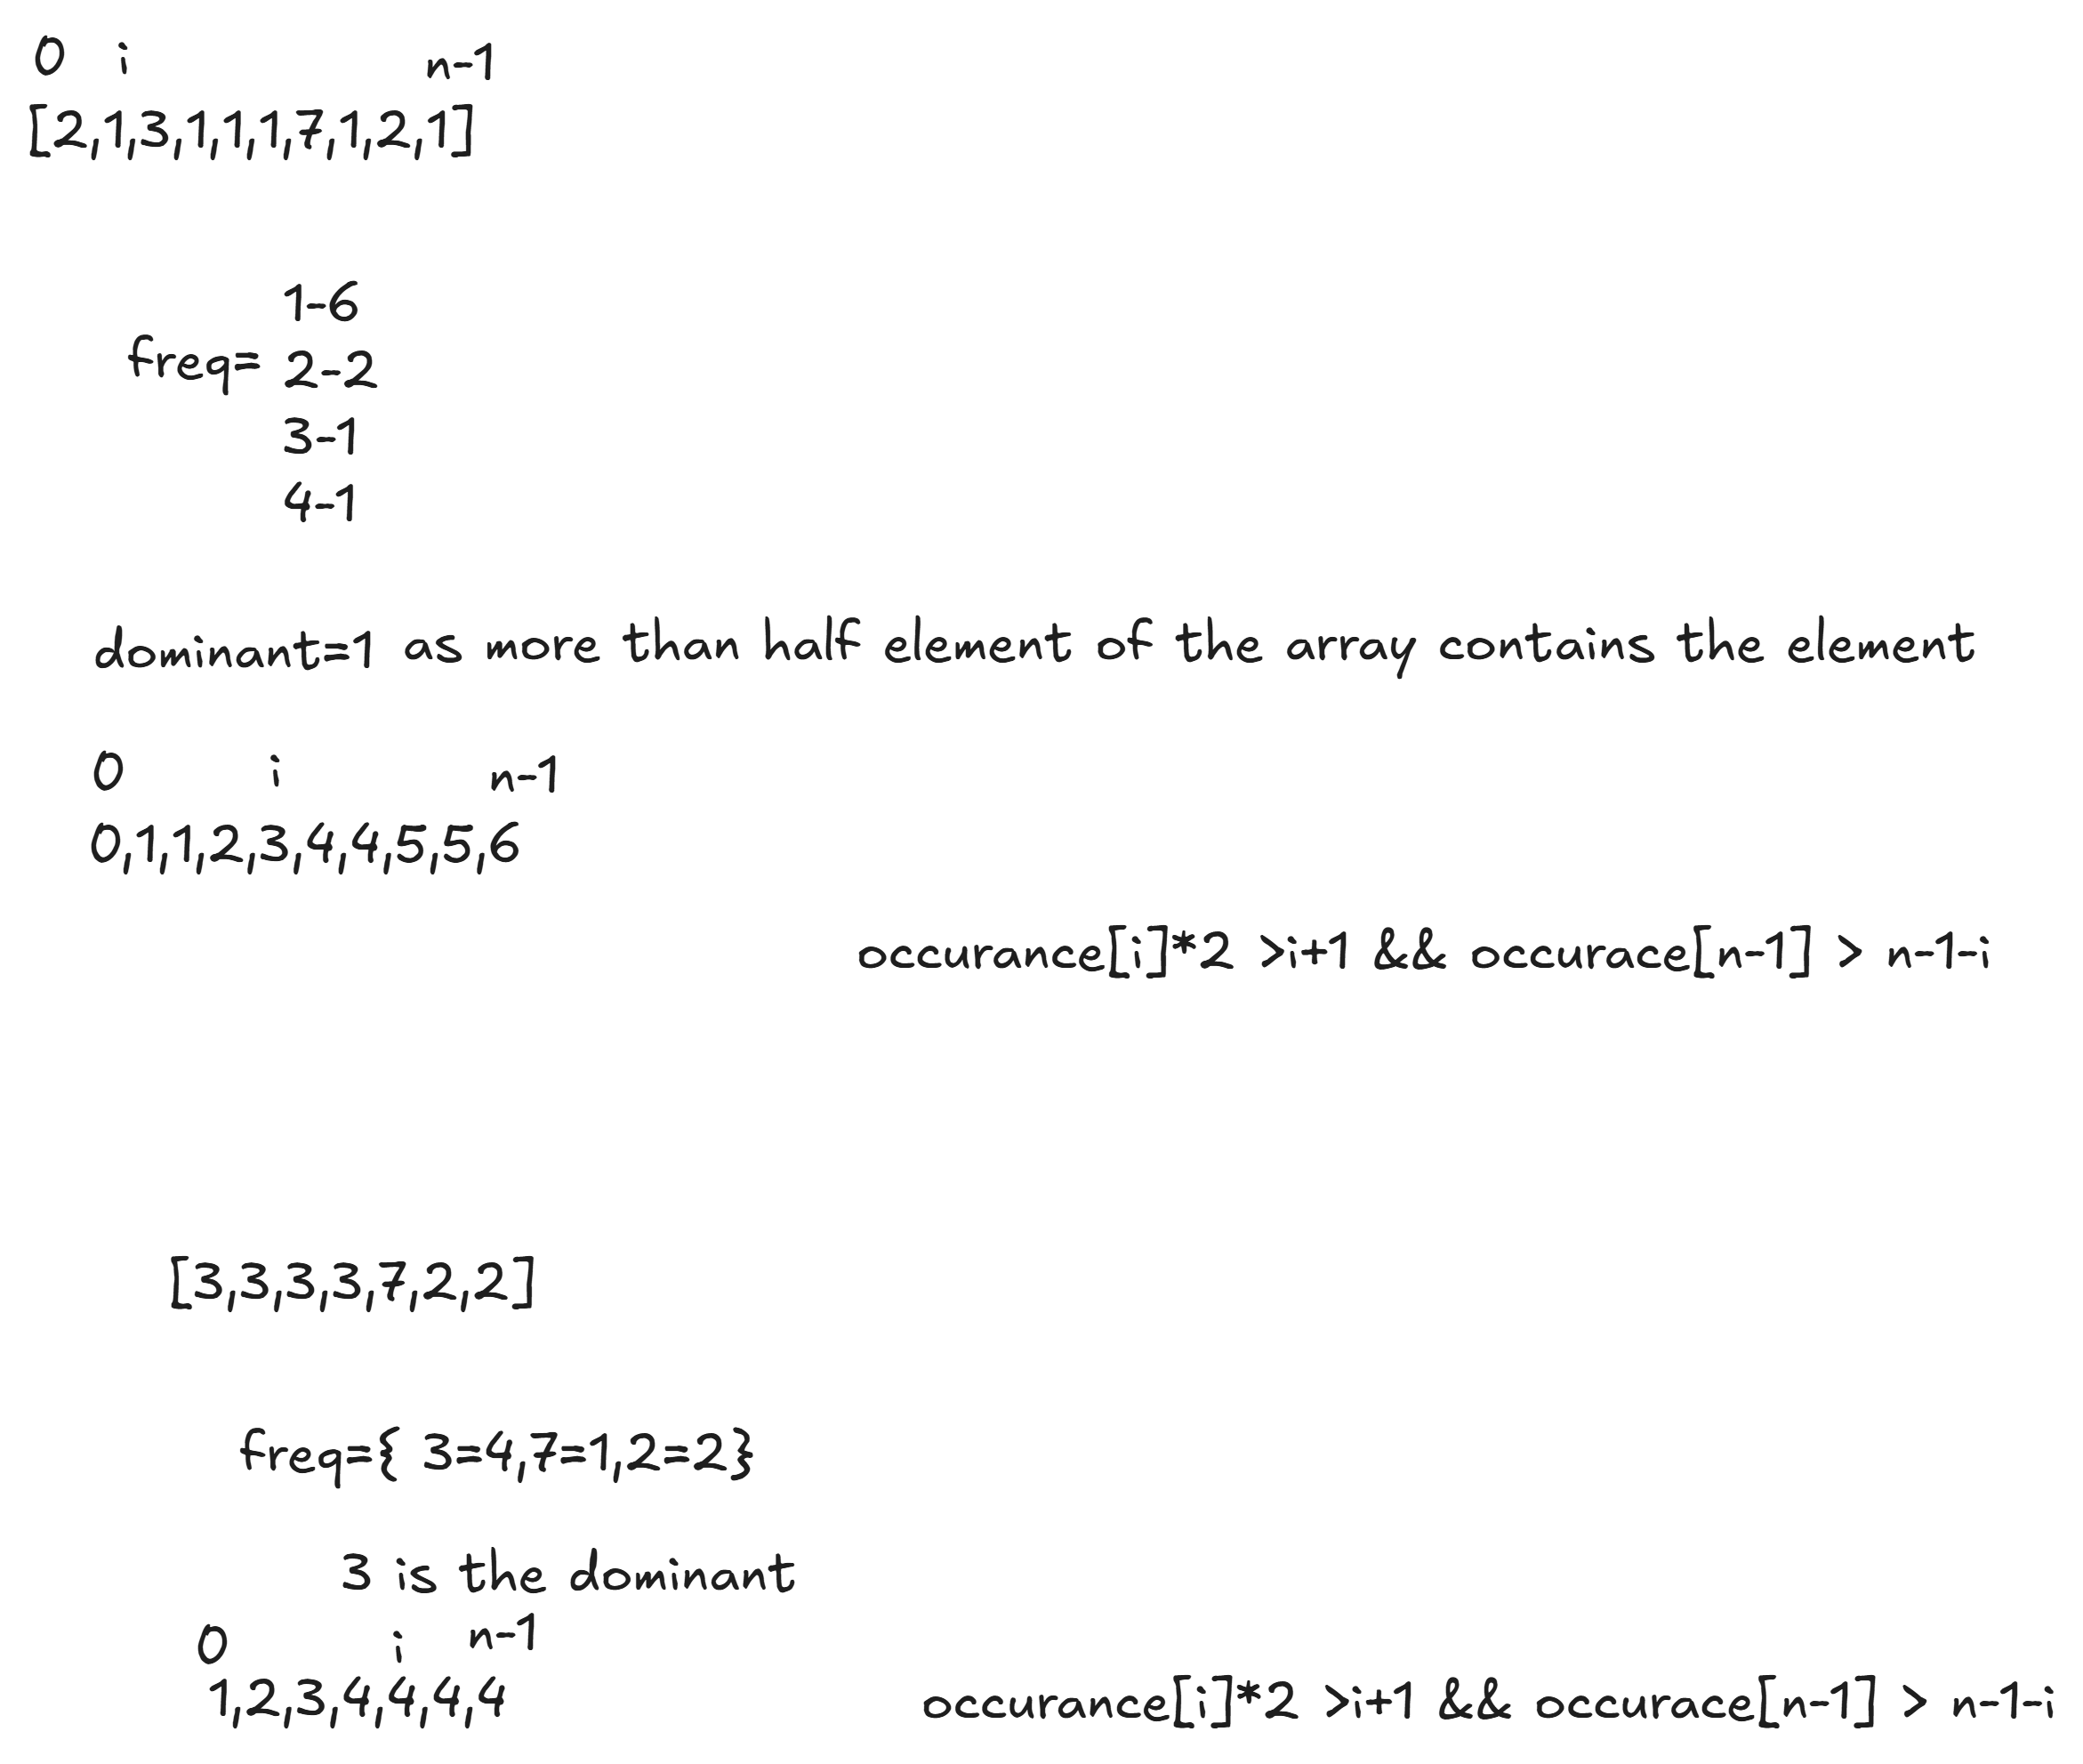 0 i n-1
[2,1,3,1,1,1,7,1,2,1]
1-6
freq= 2-2
3-1
4-1
dominant=1 as more than half element of the array contains the element
0 i n-1
0,1,1,2,3,4,4,5,5,6
occurance[i]*2 >i+1 && occurace[n-1] > n-1-i
[3,3,3,3,7,2,2]
freq={ 3=4,7=1,2=2}
3 is the dominant
0 i n-1
1,2,3,4,4,4,4
occurance[i]*2 >i+1 && occurace[n-1] > n-1-i